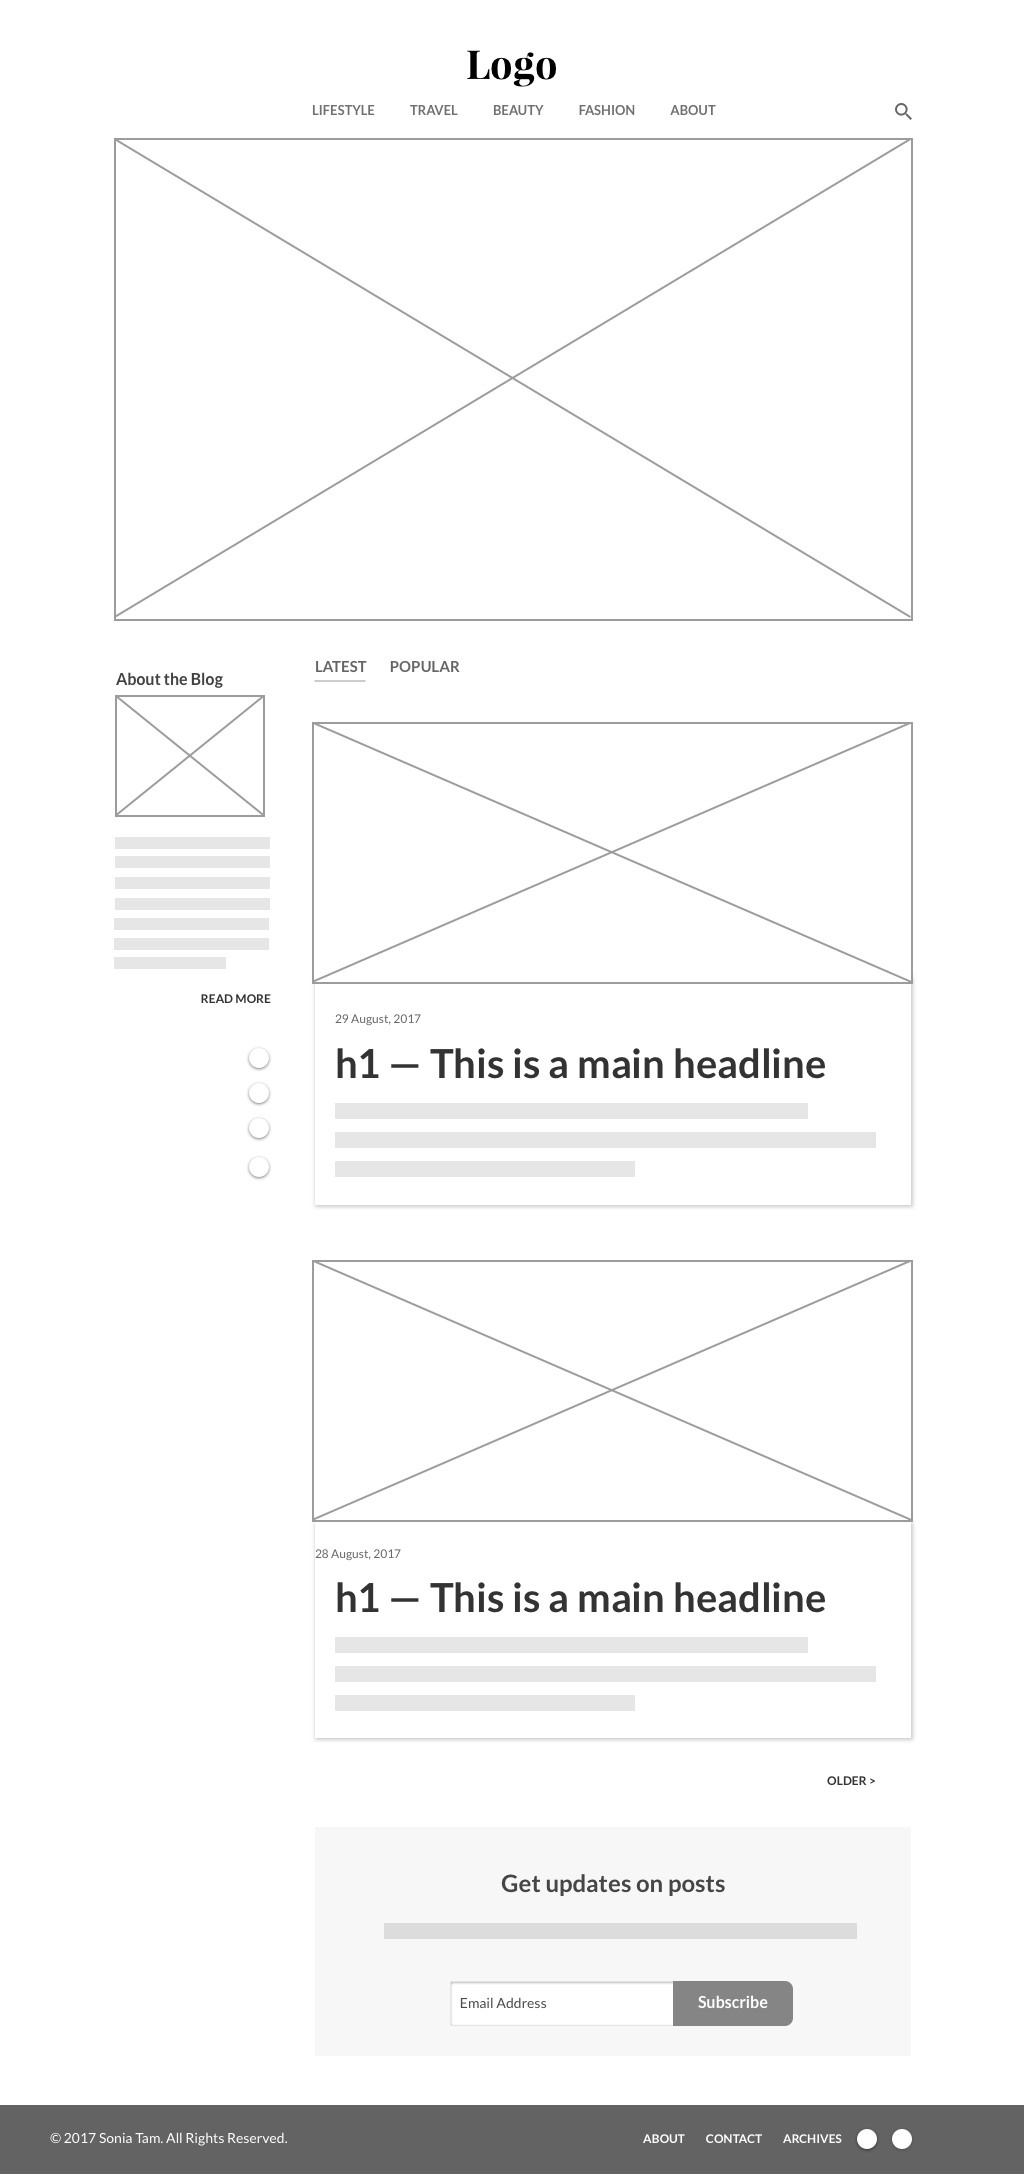 Logo
LIFESTYLE TRAVEL BEAUTY FASHION ABOUT
LATEST POPULAR
About the Blog
READ MORE
29 August, 2017
h1 — This is a main headline
28 August, 2017
h1 — This is a main headline
OLDER >
Get updates on posts
Email Address Subscribe
© 2017 Sonia Tam. All Rights Reserved. ABOUT CONTACT ARCHIVES